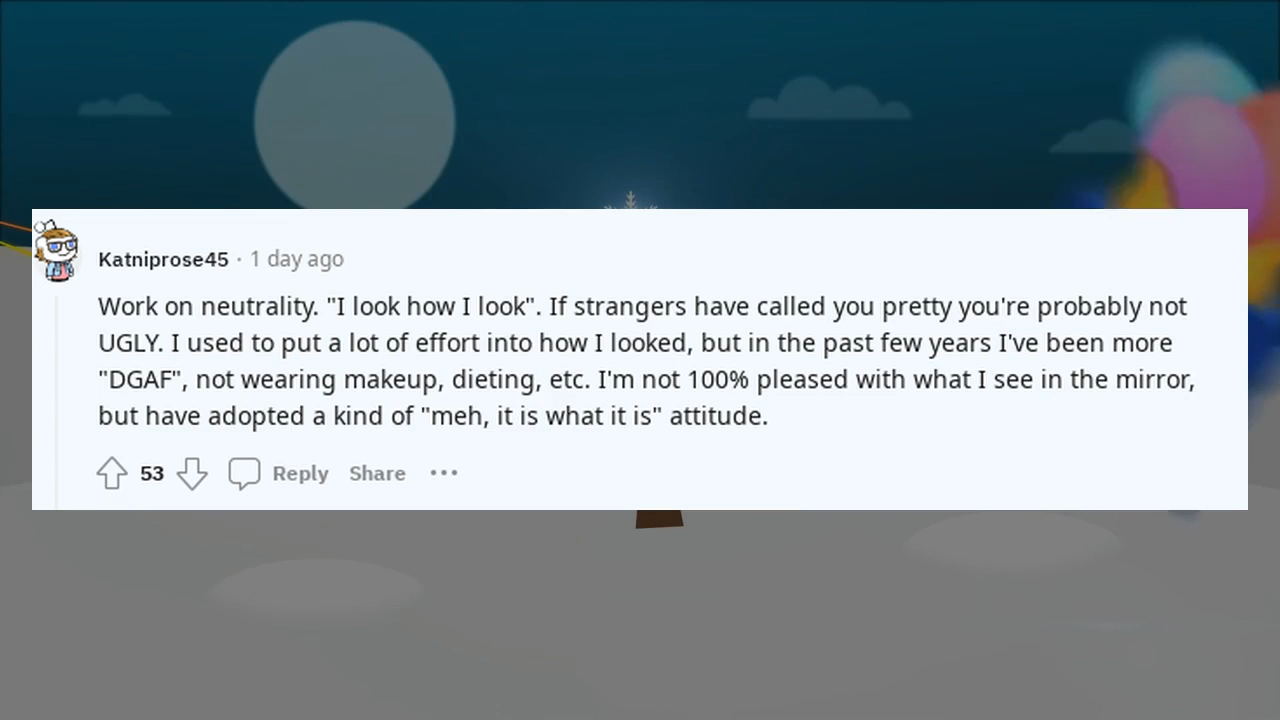 Katniprose45 · 1 day ago
Work on neutrality. "I look how I look". If strangers have called you pretty you're probably not
UGLY. I used to put a lot of effort into how I looked, but in the past few years I've been more
"DGAF", not wearing makeup, dieting, etc. I'm not 100% pleased with what I see in the mirror,
but have adopted a kind of "meh, it is what it is" attitude.
53 Reply Share